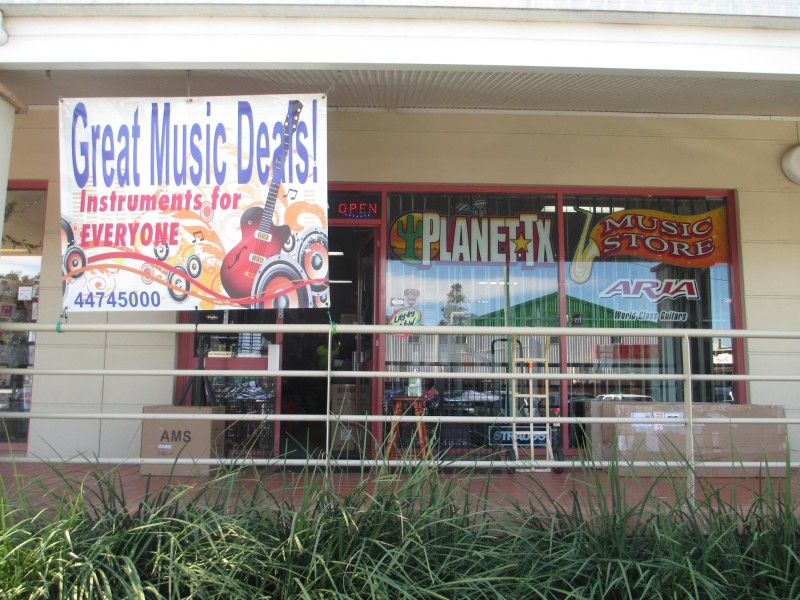 Great Music Deals!
Instruments for
EVERYONE
44745000
OPEN
PLANET TX
MUSIC
STORE
ARIA
World Class Guitars
AMS